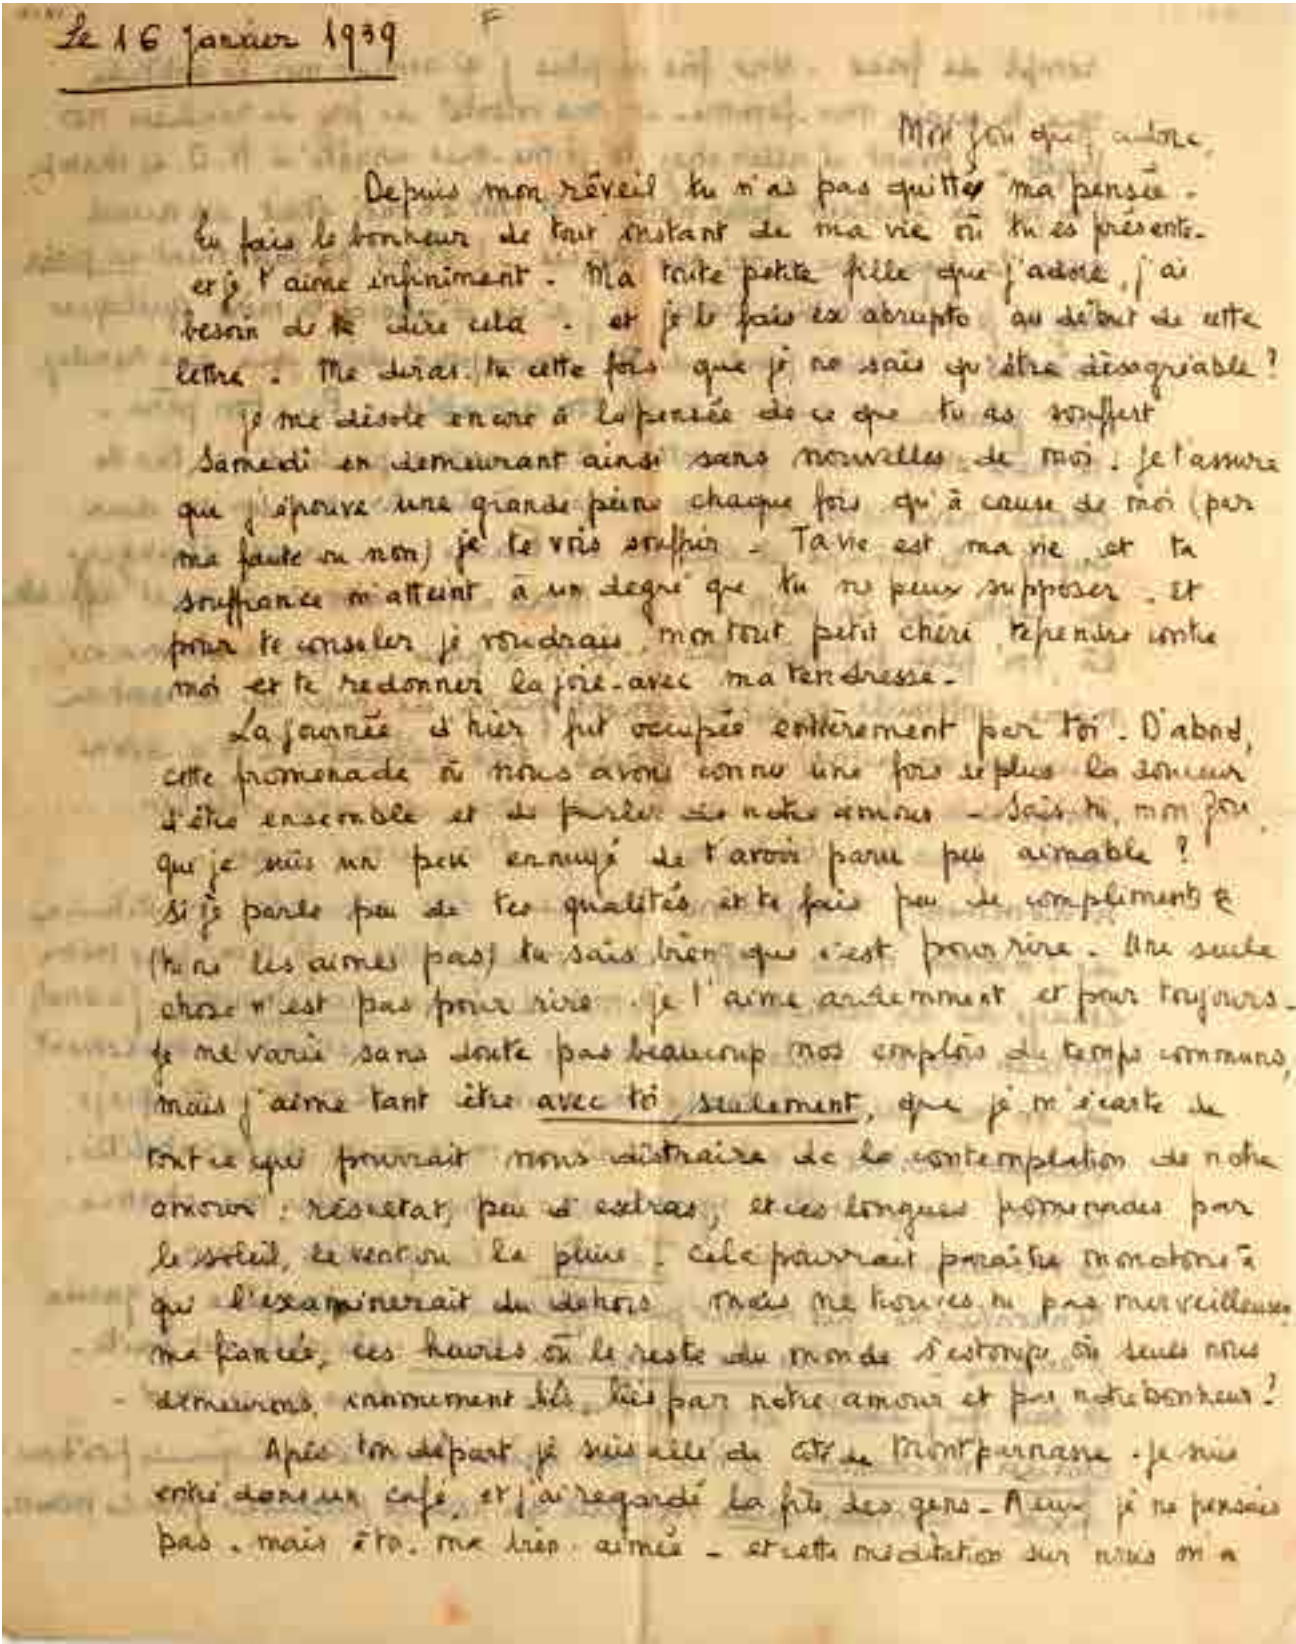 Le 16 janvier 1939
F
Mon Zou que j'adore,
Depuis mon réveil tu n'as pas quitté ma pensée -
Tu fais le bonheur de tout instant de ma vie où tu es présente -
et je t'aime infiniment. Ma toute petite fille que j'adore, j'ai
besoin de te dire cela - et je le fais ex abrupto au début de cette
lettre. Me diras-tu cette fois que je ne sais qu'être désagréable ?
Je me désole encore à la pensée de ce que tu as souffert
Samedi en demeurant ainsi sans nouvelles de moi. Je t'assure
que j'éprouve une grande peine chaque fois qu'à cause de moi (par
ma faute ou non) je te vois souffrir - Ta vie est ma vie et ta
souffrance m'atteint à un degré que tu ne peux supposer. Et
pour te consoler je voudrais, mon tout petit chéri, te prendre contre
moi et te redonner la joie - avec ma tendresse -
La journée d'hier fut occupée entièrement par toi. D'abord,
cette promenade où nous avons connu une fois de plus la douceur
d'être ensemble et de parler de notre amour - Sais-tu, mon Zou,
que je suis un peu ennuyé de t'avoir paru peu aimable ?
Si je parle peu de tes qualités et te fais peu de compliments
(tu ne les aimes pas) tu sais bien que c'est pour rire - Une seule
chose n'est pas pour rire. Je t'aime ardemment et pour toujours -
Je ne varie sans doute pas beaucoup nos emplois du temps communs,
mais j'aime tant être avec toi, seulement, que je m'écarte de
tout ce qui pourrait nous distraire de la contemplation de notre
amour : résultat, peu d'extras, et ces longues promenades par
le soleil, le vent ou la pluie. Cela pourrait paraître monotone à
qui l'examinerait du dehors mais ne trouves-tu pas merveilleuses
ma fiancée, ces heures où le reste du monde s'estompe où seuls nous
demeurons, liés, liés par notre amour et par notre bonheur ?
Après ton départ je suis allé du côté de Montparnasse. Je suis
entré dans un café, et j'ai regardé la file des gens - A eux je ne pensais
pas - mais à toi, ma bien-aimée - et cette méditation sur nous m'a